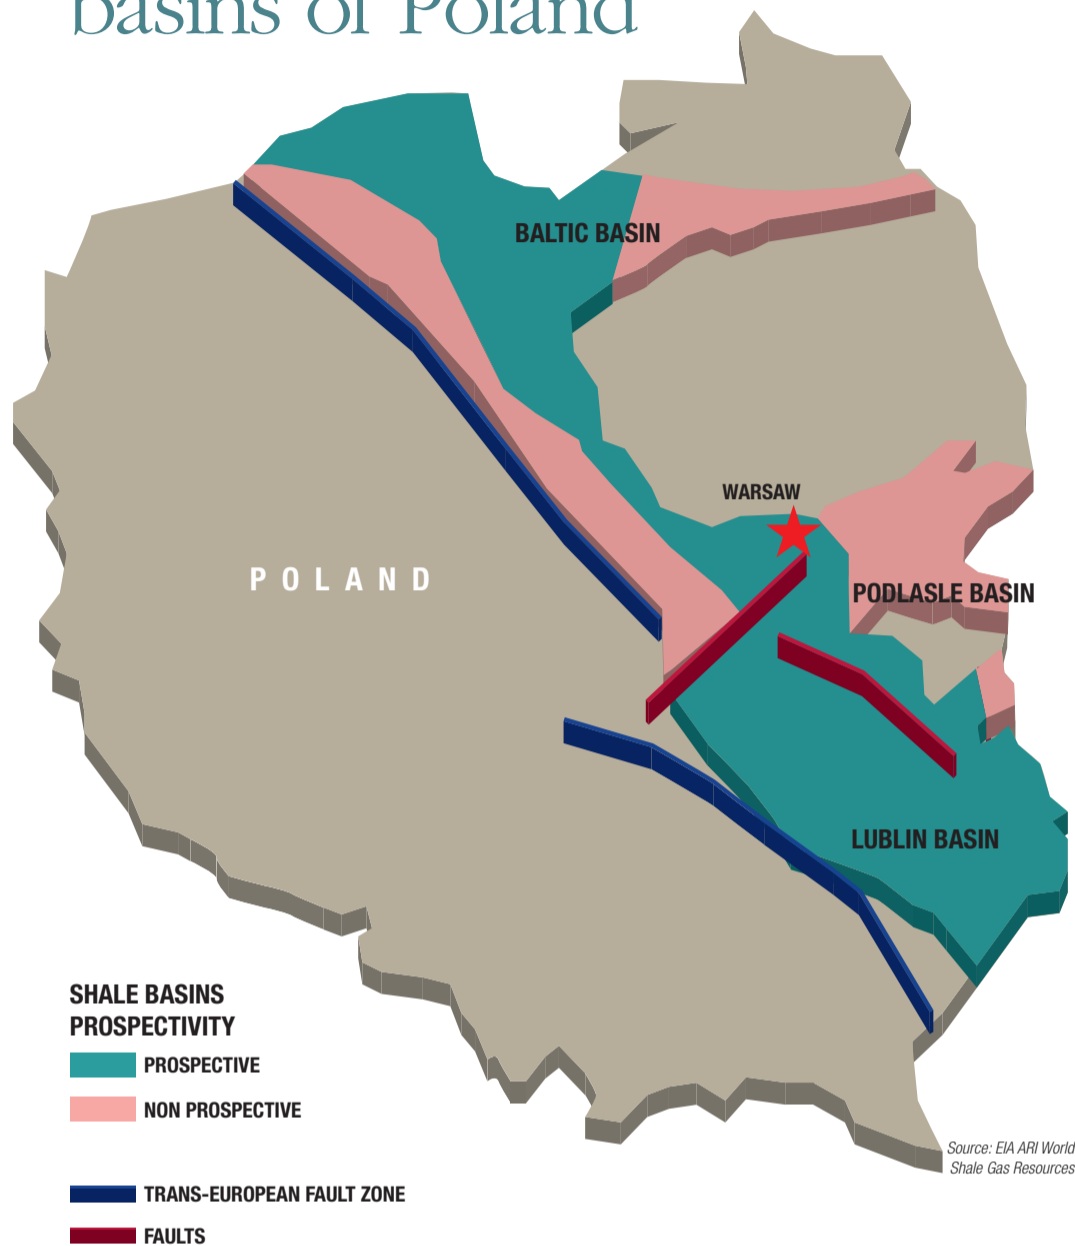 basins of Poland
BALTIC BASIN
WARSAW
POLAND
PODLASLE BASIN
LUBLIN BASIN
SHALE BASINS
PROSPECTIVITY
PROSPECTIVE
NON PROSPECTIVE
TRANS-EUROPEAN FAULT ZONE
FAULTS
Source: EIA ARI World
Shale Gas Resources